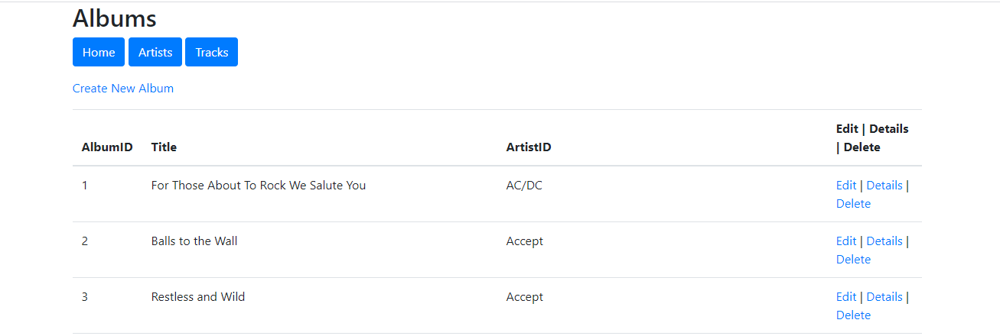 Albums
Home Artists Tracks
Create New Album
Edit | Details
AlbumID Title ArtistID | Delete
1 For Those About To Rock We Salute You AC/DC Edit | Details |
Delete
2 Balls to the Wall Accept Edit | Details |
Delete
3 Restless and Wild Accept Edit | Details |
Delete